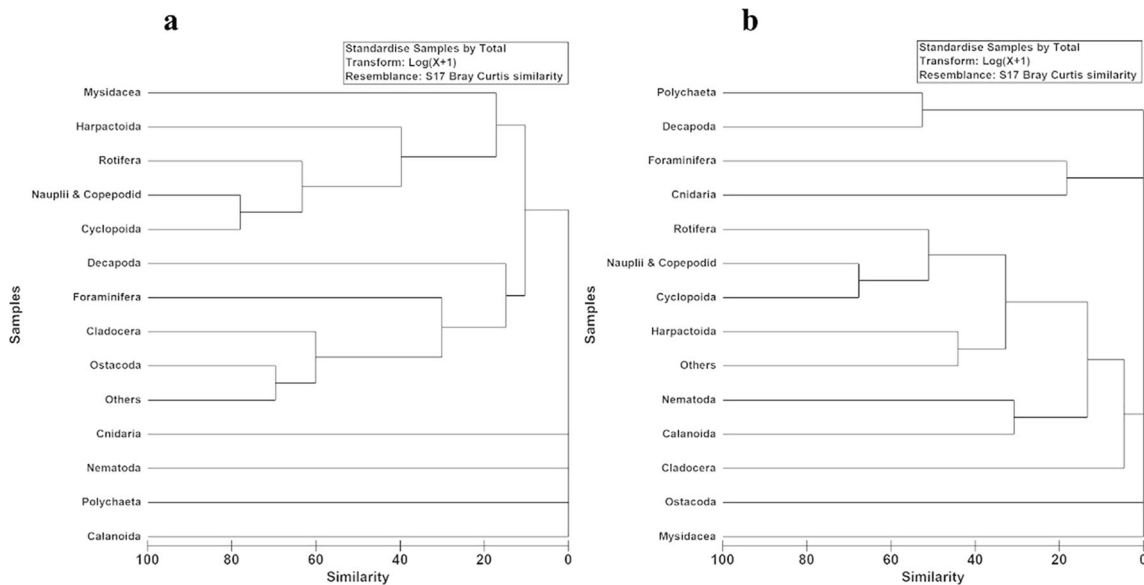 a
Standardise Samples by Total
Transform: Log(X+1)
Resemblance: S17 Bray Curtis similarity
Mysidacea
Harpactoida
Rotifera
Nauplii & Copepodid
Cyclopoida
Decapoda
Foraminifera
Cladocera
Ostacoda
Others
Cnidaria
Nematoda
Polychaeta
Calanoida
Samples
100 80 60 40 20 0
Similarity
b
Standardise Samples by Total
Transform: Log(X+1)
Resemblance: S17 Bray Curtis similarity
Polychaeta
Decapoda
Foraminifera
Cnidaria
Rotifera
Nauplii & Copepodid
Cyclopoida
Harpactoida
Others
Nematoda
Calanoida
Cladocera
Ostacoda
Mysidacea
Samples
100 80 60 40 20 0
Similarity